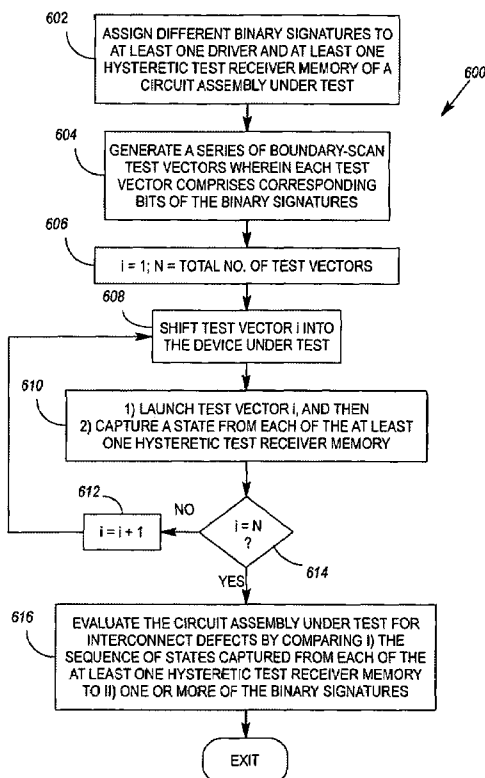 602
ASSIGN DIFFERENT BINARY SIGNATURES TO
AT LEAST ONE DRIVER AND AT LEAST ONE
HYSTERETIC TEST RECEIVER MEMORY OF A
CIRCUIT ASSEMBLY UNDER TEST
600
604
GENERATE A SERIES OF BOUNDARY-SCAN
TEST VECTORS WHEREIN EACH TEST
VECTOR COMPRISES CORRESPONDING
BITS OF THE BINARY SIGNATURES
606
i = 1; N = TOTAL NO. OF TEST VECTORS
608
SHIFT TEST VECTOR i INTO
THE DEVICE UNDER TEST
610
1) LAUNCH TEST VECTOR i, AND THEN
2) CAPTURE A STATE FROM EACH OF THE AT LEAST
ONE HYSTERETIC TEST RECEIVER MEMORY
612
i = i + 1
NO
i = N
?
614
YES
616
EVALUATE THE CIRCUIT ASSEMBLY UNDER TEST FOR
INTERCONNECT DEFECTS BY COMPARING I) THE
SEQUENCE OF STATES CAPTURED FROM EACH OF THE
AT LEAST ONE HYSTERETIC TEST RECEIVER MEMORY
TO II) ONE OR MORE OF THE BINARY SIGNATURES
EXIT